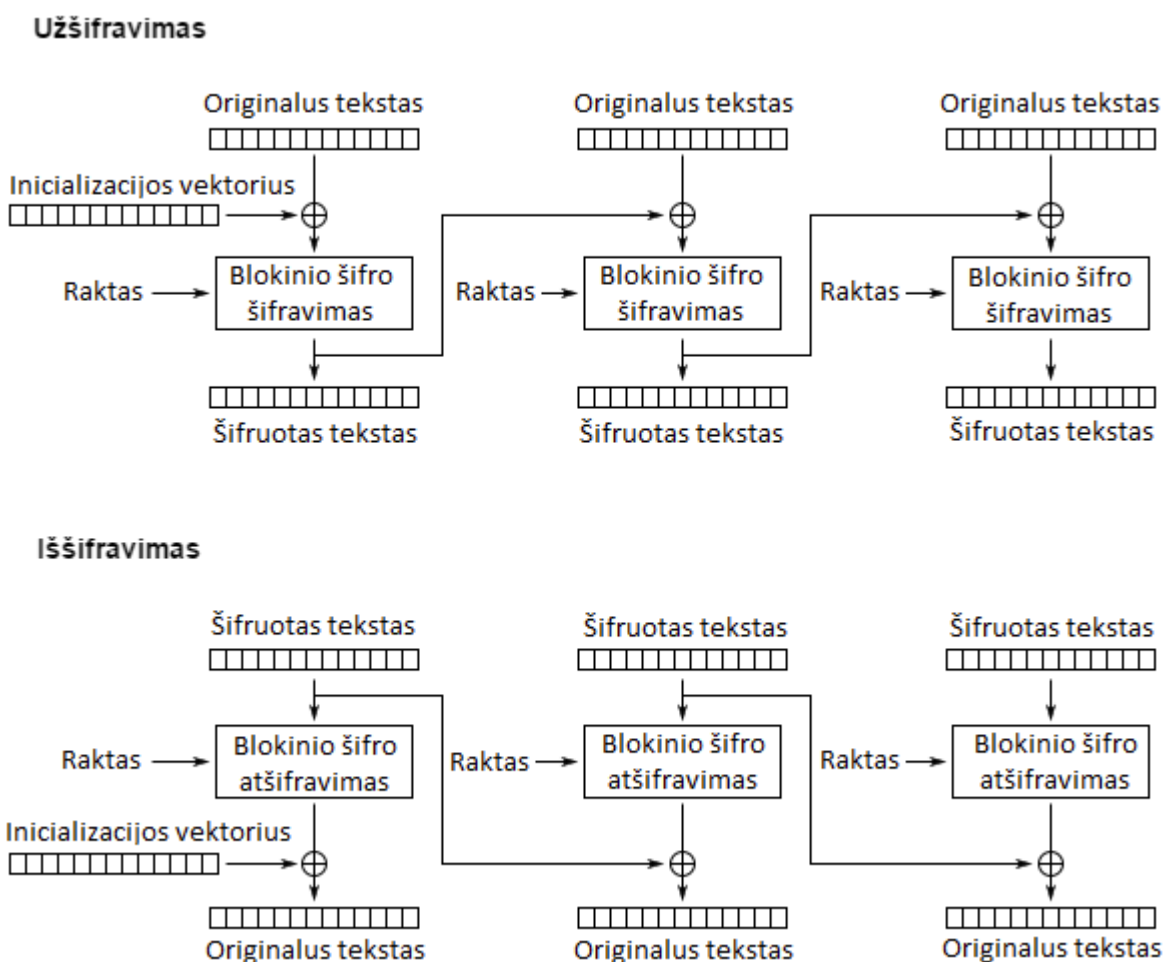 Užšifravimas
Originalus tekstas Originalus tekstas Originalus tekstas
Inicializacijos vektorius
Raktas Blokinio šifro šifravimas Raktas Blokinio šifro šifravimas Raktas Blokinio šifro šifravimas
Šifruotas tekstas Šifruotas tekstas Šifruotas tekstas
Iššifravimas
Šifruotas tekstas Šifruotas tekstas Šifruotas tekstas
Raktas Blokinio šifro atšifravimas Raktas Blokinio šifro atšifravimas Raktas Blokinio šifro atšifravimas
Inicializacijos vektorius
Originalus tekstas Originalus tekstas Originalus tekstas